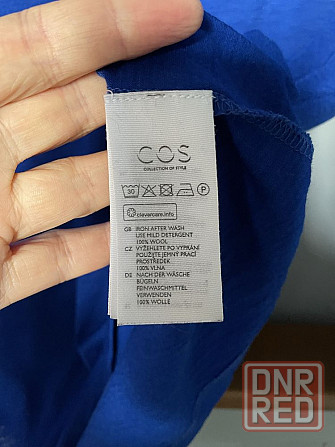 COS
COLLECTION OF STYLE
30
P
clevercare.info
GB IRON AFTER WASH
USE MILD DETERGENT
100% WOOL
CZ VYŽEHLETE PO VYPRÁNÍ
POUŽIJTE JEMNÝ PRACÍ
PROSTŘEDEK
100% VLNA
DE NACH DER WÄSCHE
BÜGELN
FEINWASCHMITTEL
VERWENDEN
100% WOLLE
DNR
RED